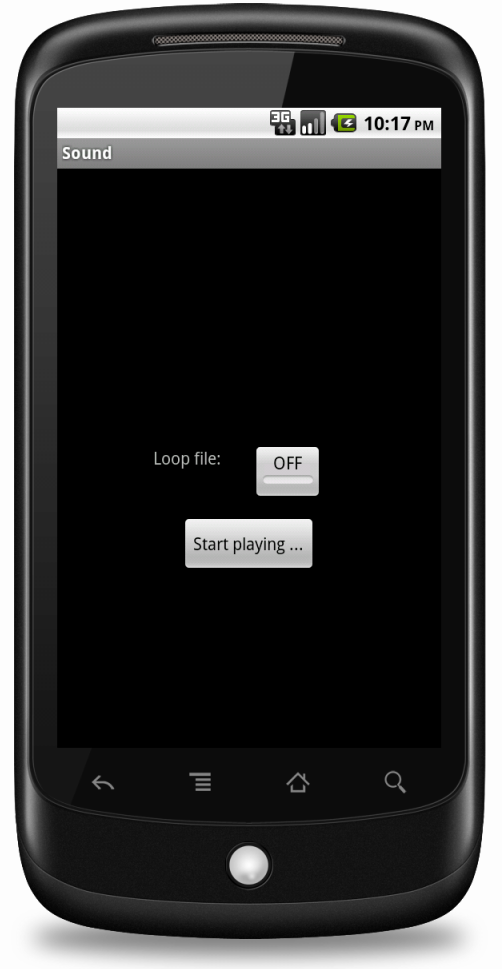 3G 10:17 PM
Sound
Loop file: OFF
Start playing ...